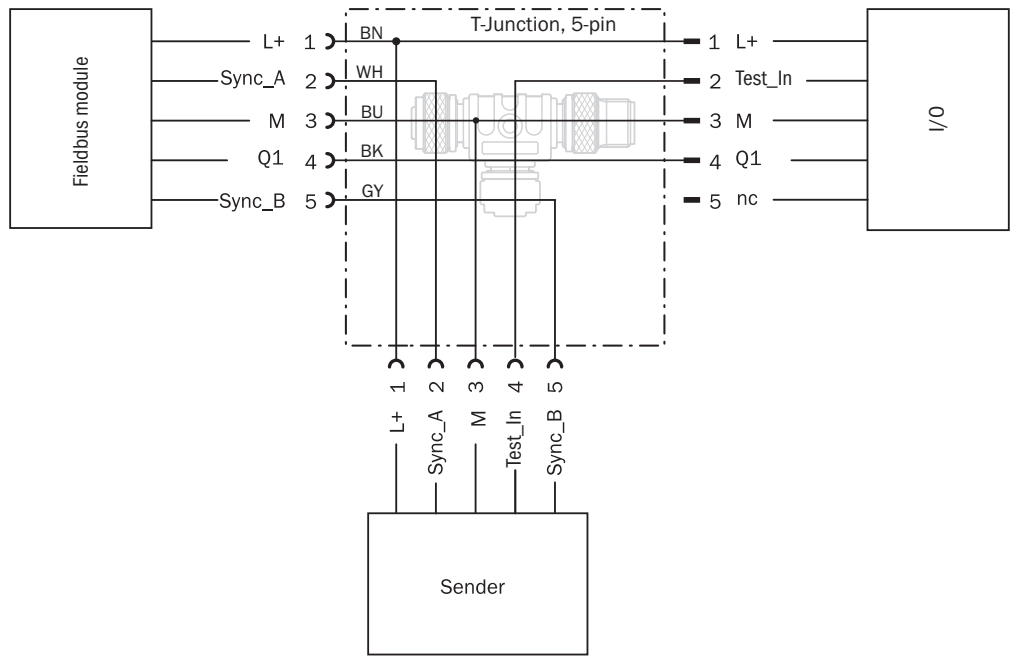 T-Junction, 5-pin
Fieldbus module
L+ 1 BN 1 L+
Sync_A 2 WH 2 Test_In
M 3 BU 3 M
Q1 4 BK 4 Q1
Sync_B 5 GY 5 nc
I/0
1 2 3 4 5
L+ Sync_A M Test_In Sync_B
Sender